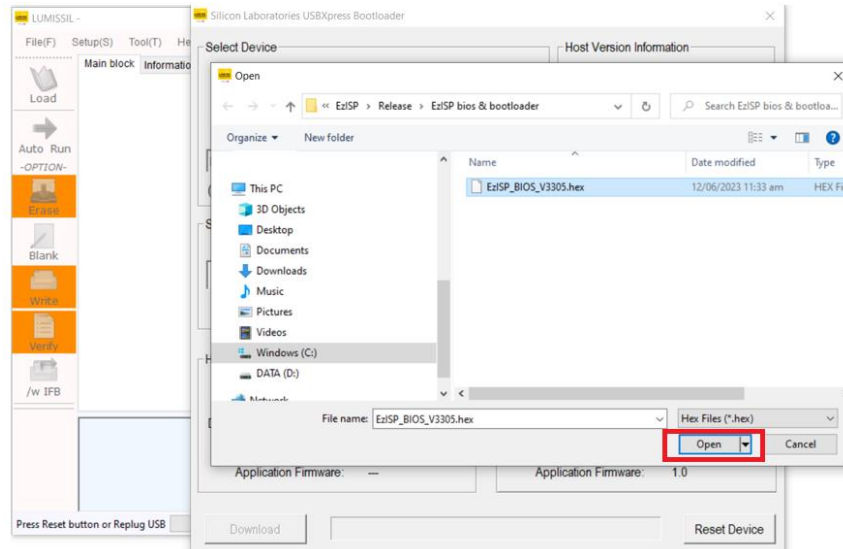 LUMISSIL -
Silicon Laboratories USBXpress Bootloader
File(F) Setup(S) Tool(T) He
Select Device
Host Version Information
Main block Informatio
Load
Auto Run
-OPTION-
Erase
Blank
Write
Verify
/w IFB
Open
« EzISP > Release > EzISP bios & bootloader
Search EzISP bios & bootloa...
Organize New folder
Name Date modified Type
This PC
3D Objects
Desktop
Documents
Downloads
Music
Pictures
Videos
Windows (C:)
DATA (D:)
Network
EzISP_BIOS_V3305.hex 12/06/2023 11:33 am HEX Fi
File name: EzISP_BIOS_V3305.hex Hex Files (*.hex)
Open Cancel
Application Firmware: --- Application Firmware: 1.0
Press Reset button or Replug USB
Download Reset Device